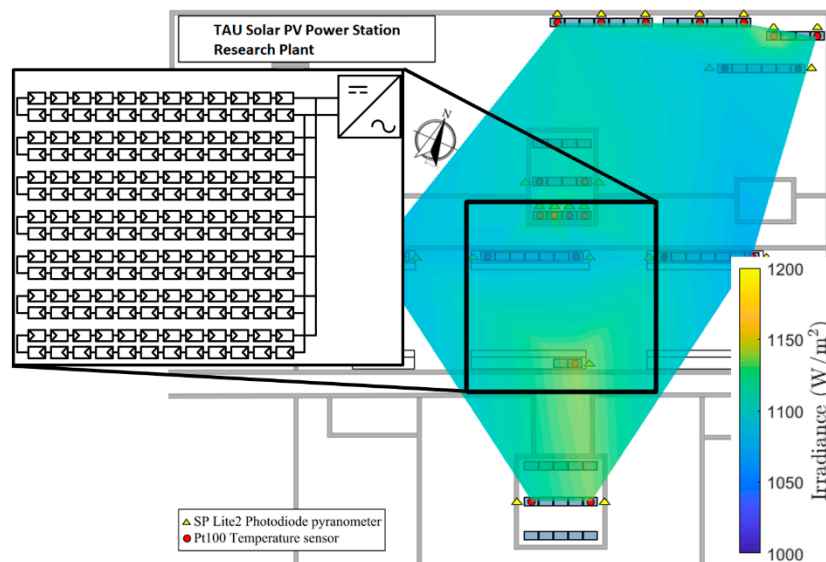 TAU Solar PV Power Station
Research Plant
N
1200
1150
1100
1050
1000
Irradiance (W/m²)
SP Lite2 Photodiode pyranometer
Pt100 Temperature sensor